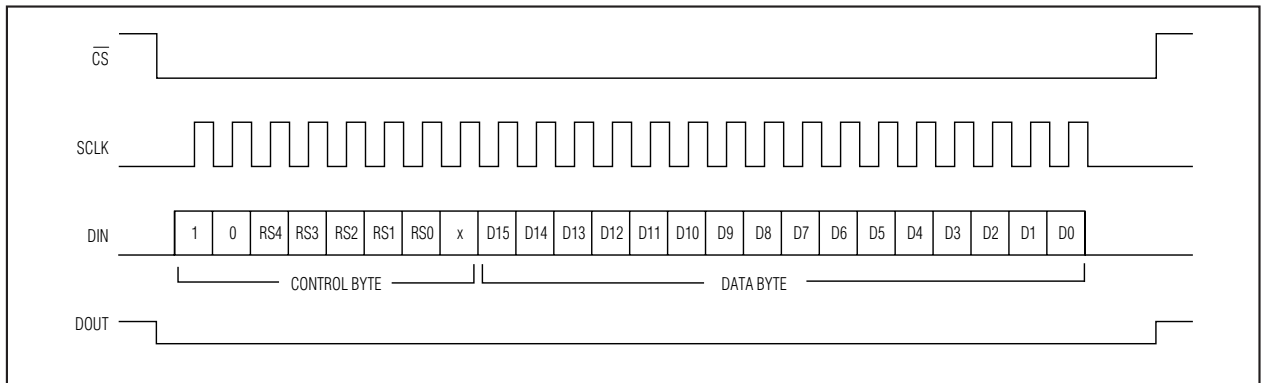 C̅S̅
SCLK
DIN 1 0 RS4 RS3 RS2 RS1 RS0 x D15 D14 D13 D12 D11 D10 D9 D8 D7 D6 D5 D4 D3 D2 D1 D0
CONTROL BYTE DATA BYTE
DOUT